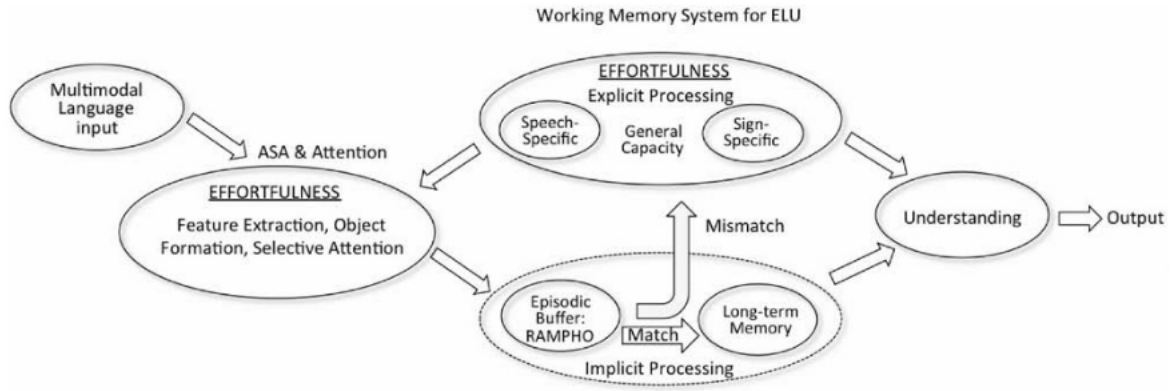 Working Memory System for ELU
Multimodal
Language
input
ASA & Attention
EFFORTFULNESS
Feature Extraction, Object
Formation, Selective Attention
EFFORTFULNESS
Explicit Processing
Speech-
Specific
General
Capacity
Sign-
Specific
Mismatch
Episodic
Buffer:
RAMPHO
Match
Long-term
Memory
Implicit Processing
Understanding
Output